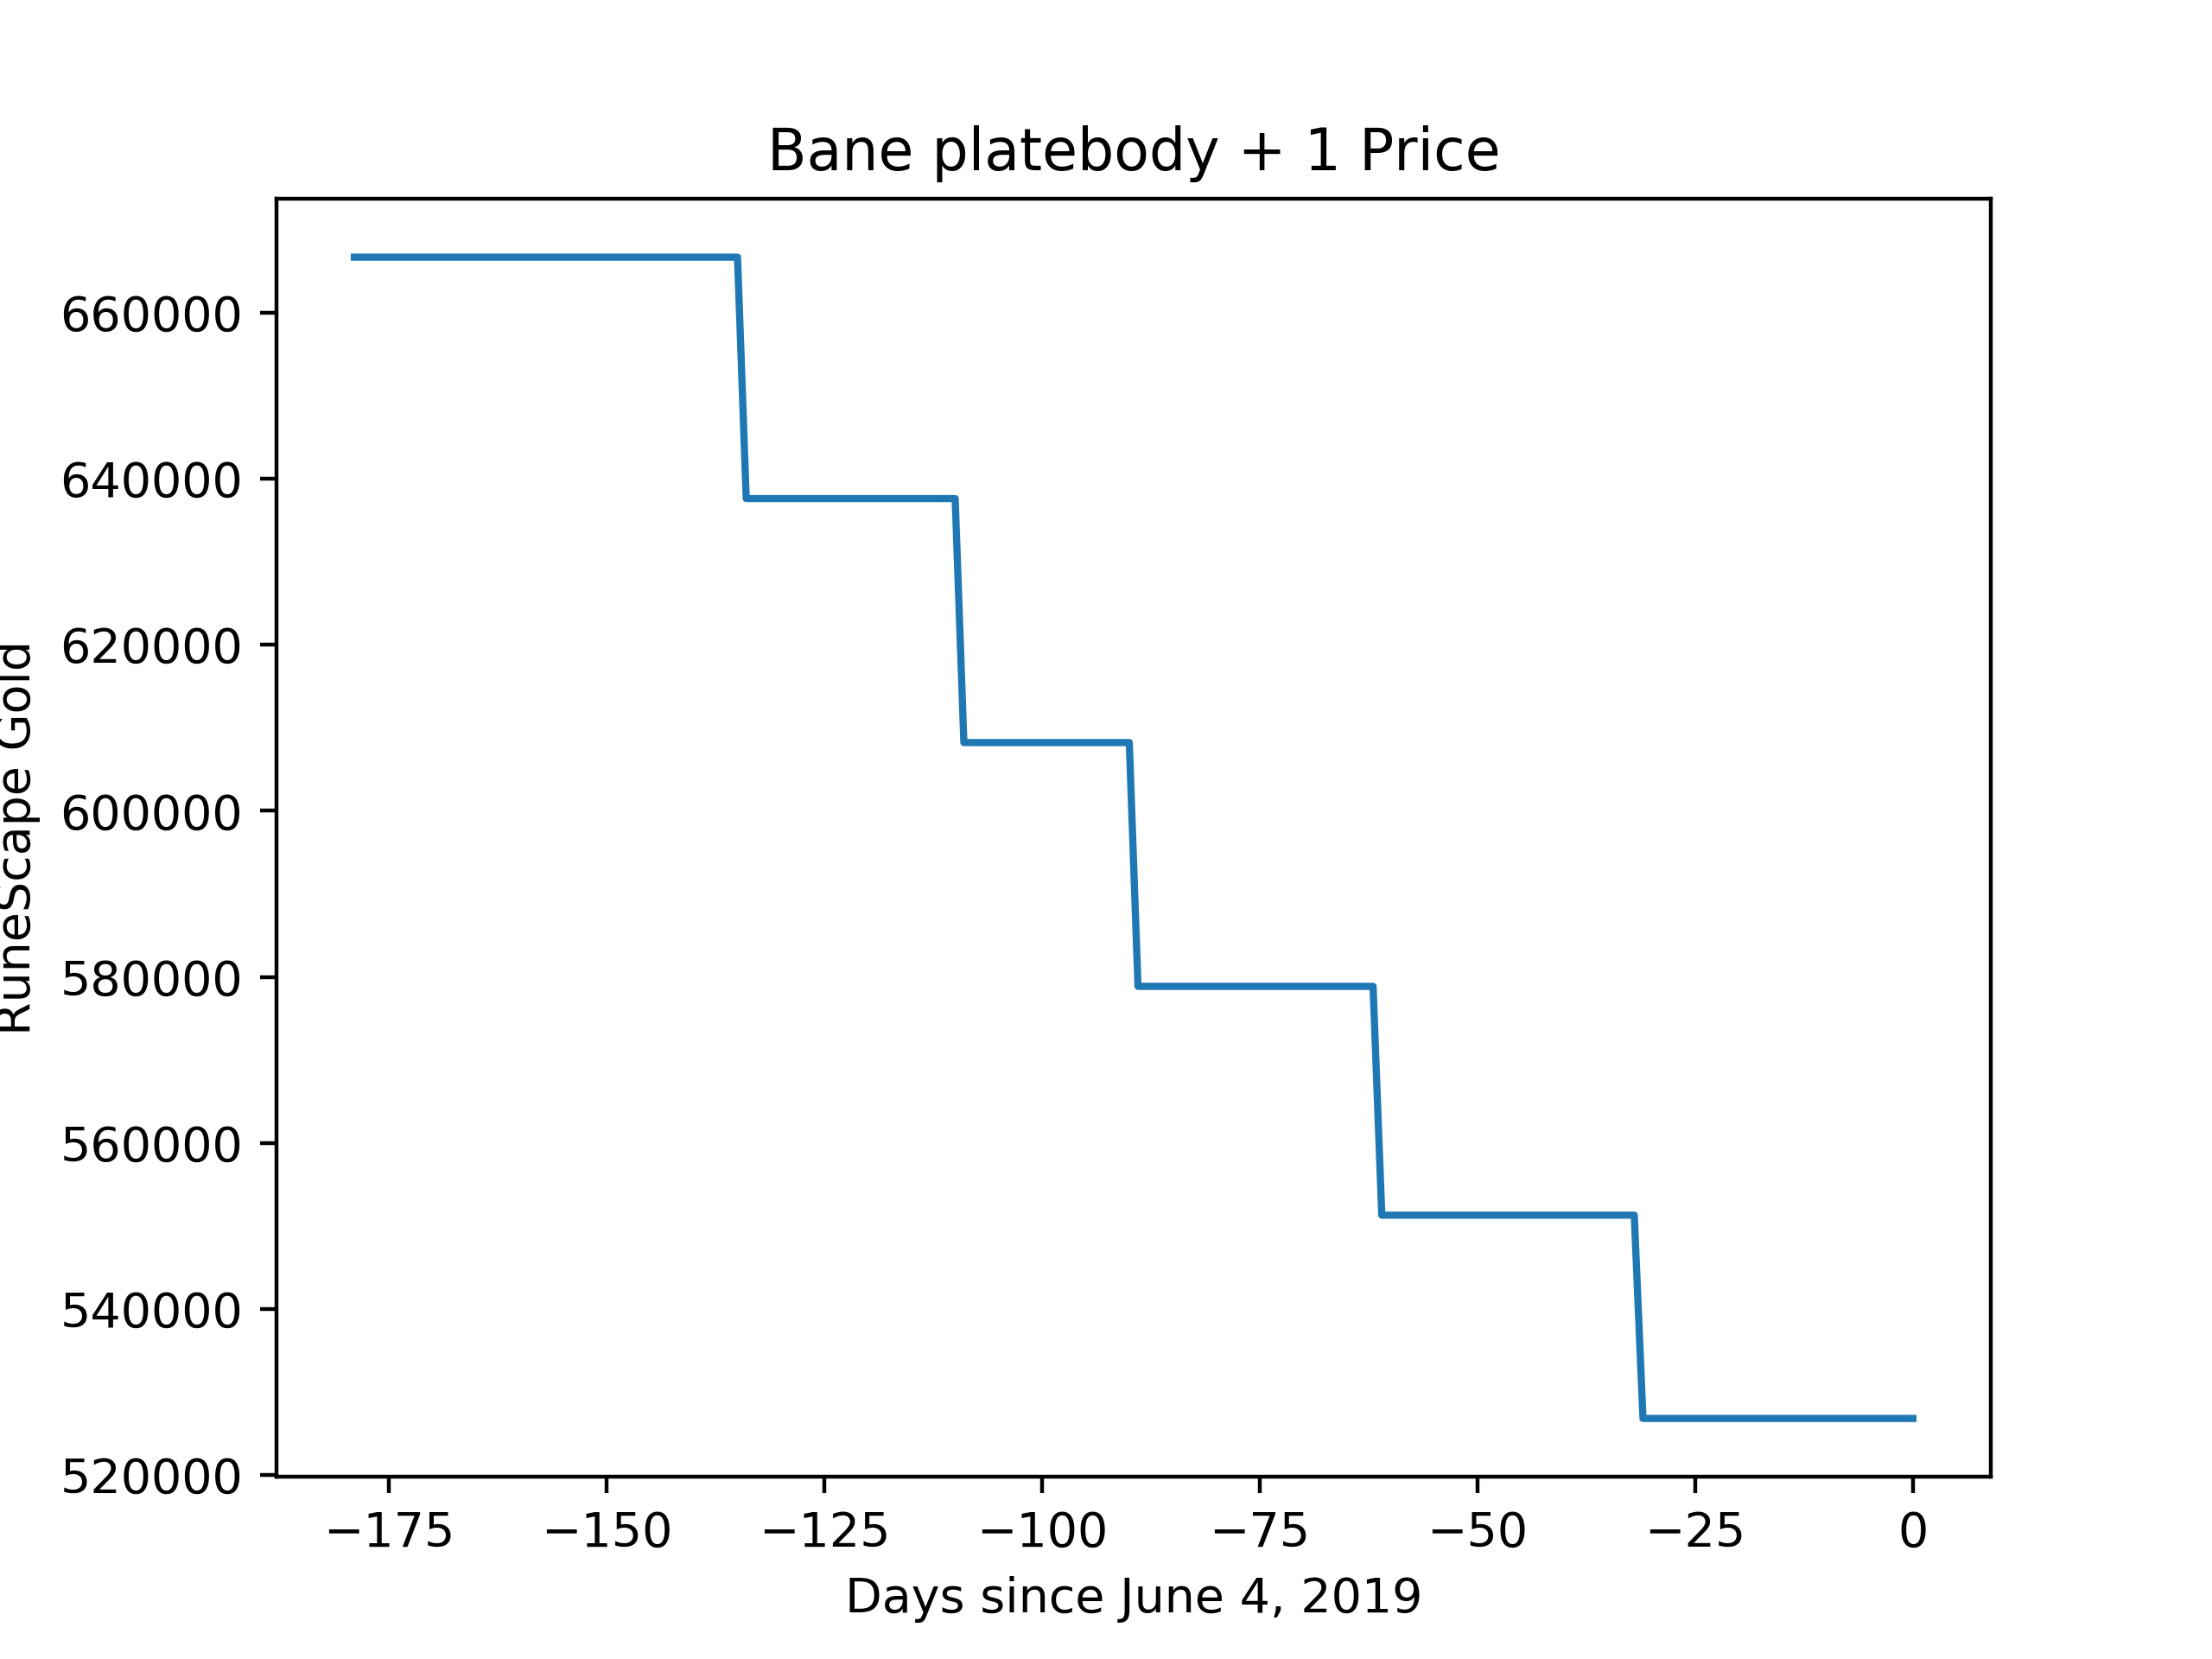 Bane platebody + 1 Price
Runescape Gold
660000
640000
620000
600000
580000
560000
540000
520000
−175 −150 −125 −100 −75 −50 −25 0
Days since June 4, 2019